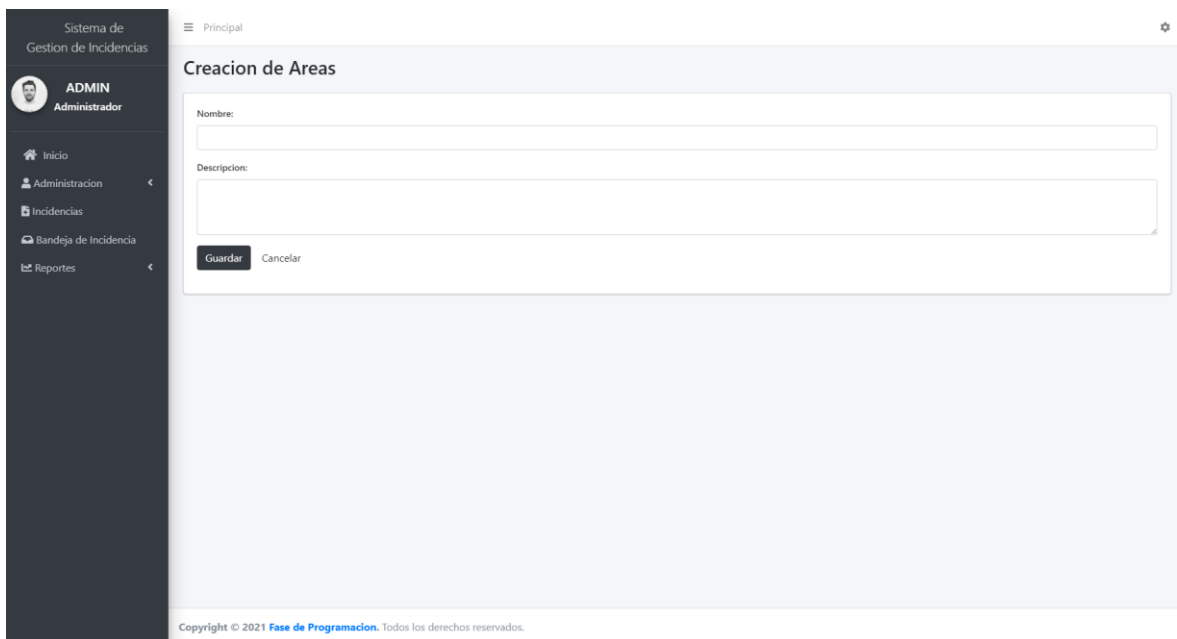 Sistema de
Gestion de Incidencias
ADMIN
Administrador
Inicio
Administracion
Incidencias
Bandeja de Incidencia
Reportes
Principal
Creacion de Areas
Nombre:
Descripcion:
Guardar Cancelar
Copyright © 2021 Fase de Programacion. Todos los derechos reservados.